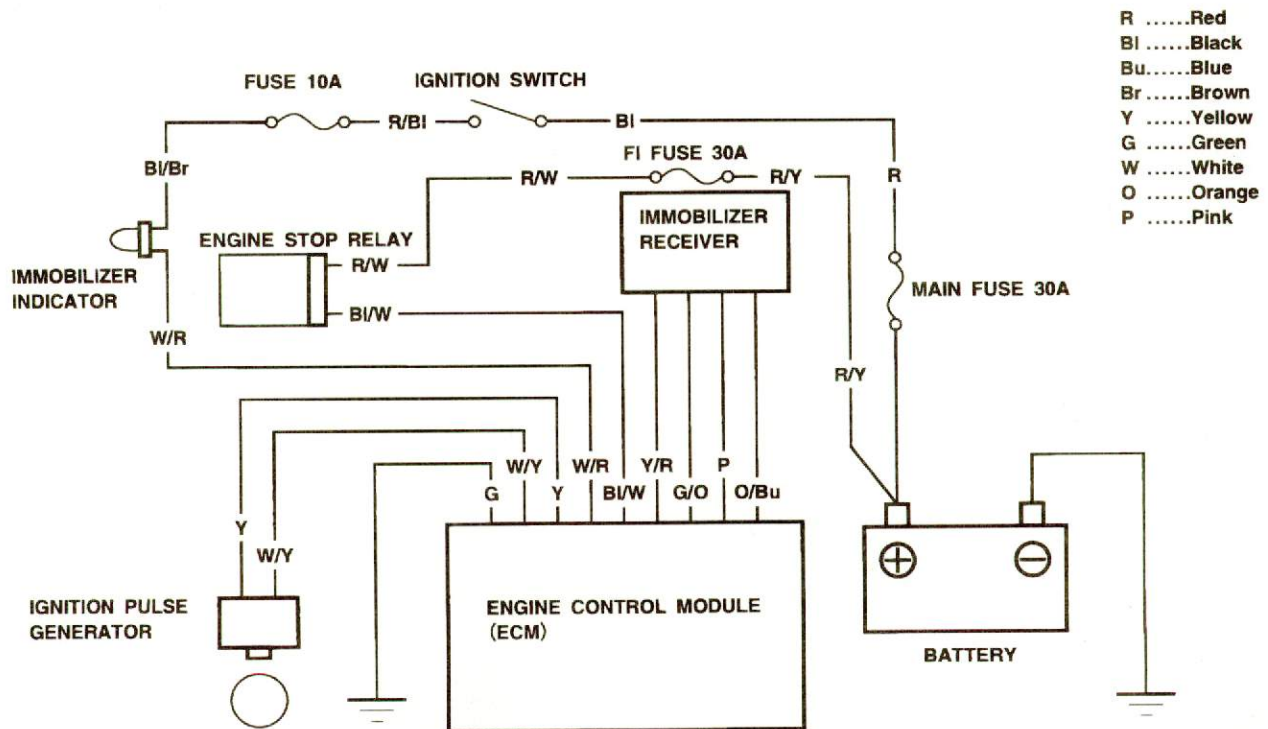 R ......Red
Bl ......Black
Bu......Blue
Br ......Brown
Y ......Yellow
G ......Green
W ......White
O ......Orange
P ......Pink
FUSE 10A
IGNITION SWITCH
R/Bl
Bl
FI FUSE 30A
Bl/Br
R/W
R/Y
R
IMMOBILIZER
RECEIVER
ENGINE STOP RELAY
R/W
IMMOBILIZER
INDICATOR
MAIN FUSE 30A
Bl/W
W/R
R/Y
W/Y
W/R
Y/R
P
G
Y
Bl/W
G/O
O/Bu
Y
W/Y
IGNITION PULSE
GENERATOR
ENGINE CONTROL MODULE
(ECM)
+
−
BATTERY